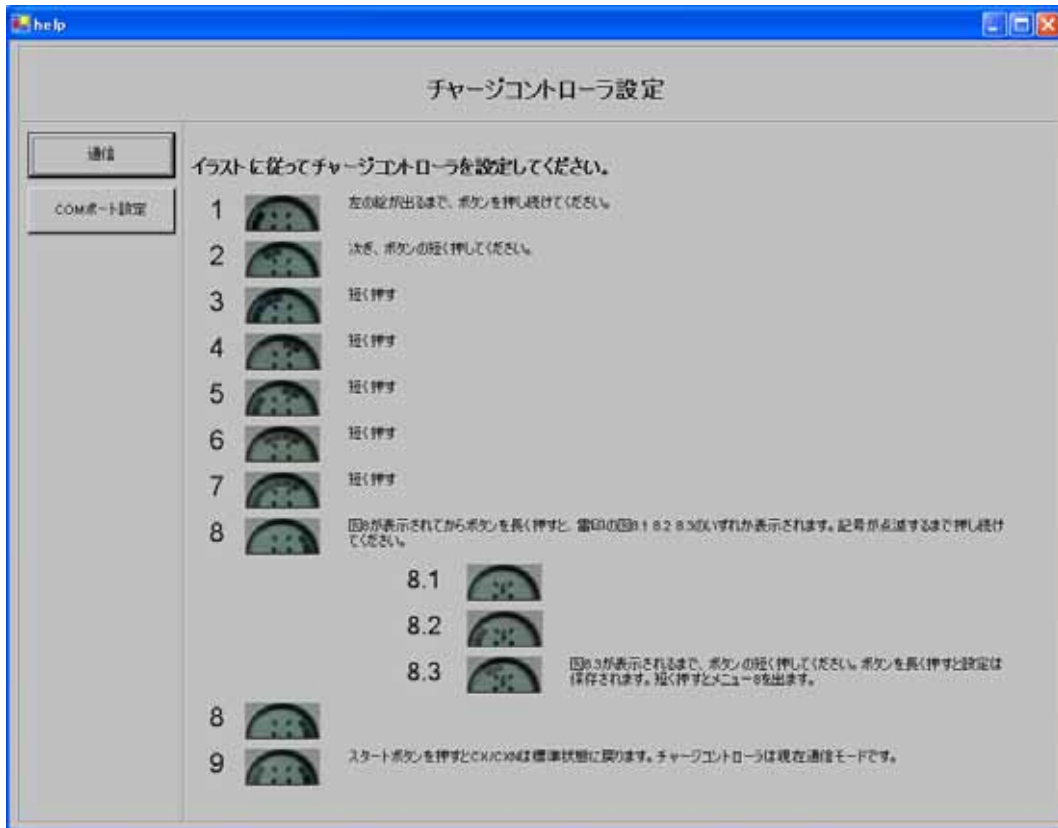 help
チャージコントローラ設定
通信
COMポート設定
イラストに従ってチャージコントローラを設定してください。
1 左の絵が出るまで、ボタンを押し続けてください。
2 次ぎ、ボタンの短く押してください。
3 短く押す
4 短く押す
5 短く押す
6 短く押す
7 短く押す
8 図8が表示されてからボタンを長く押すと、雷印の図8.1 8.2 8.3のいずれか表示されます。記号が点滅するまで押し続け
てください。
8.1
8.2
8.3 図8.3が表示されるまで、ボタンの短く押してください。ボタンを長く押すと設定は
保存されます。短く押すとメニュー8を出ます。
8
9 スタートボタンを押すとCX/CXNは標準状態に戻ります。チャージコントローラは現在通信モードです。